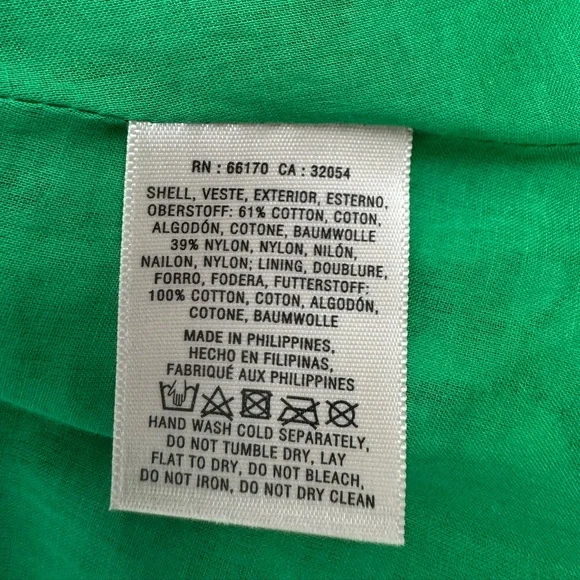 RN : 66170 CA : 32054
SHELL, VESTE, EXTERIOR, ESTERNO,
OBERSTOFF: 61% COTTON, COTON,
ALGODÓN, COTONE, BAUMWOLLE
39% NYLON, NYLON, NILÓN,
NAILON, NYLON; LINING, DOUBLURE,
FORRO, FODERA, FUTTERSTOFF:
100% COTTON, COTON, ALGODÓN,
COTONE, BAUMWOLLE
MADE IN PHILIPPINES,
HECHO EN FILIPINAS,
FABRIQUÉ AUX PHILIPPINES
HAND WASH COLD SEPARATELY,
DO NOT TUMBLE DRY, LAY
FLAT TO DRY, DO NOT BLEACH,
DO NOT IRON, DO NOT DRY CLEAN